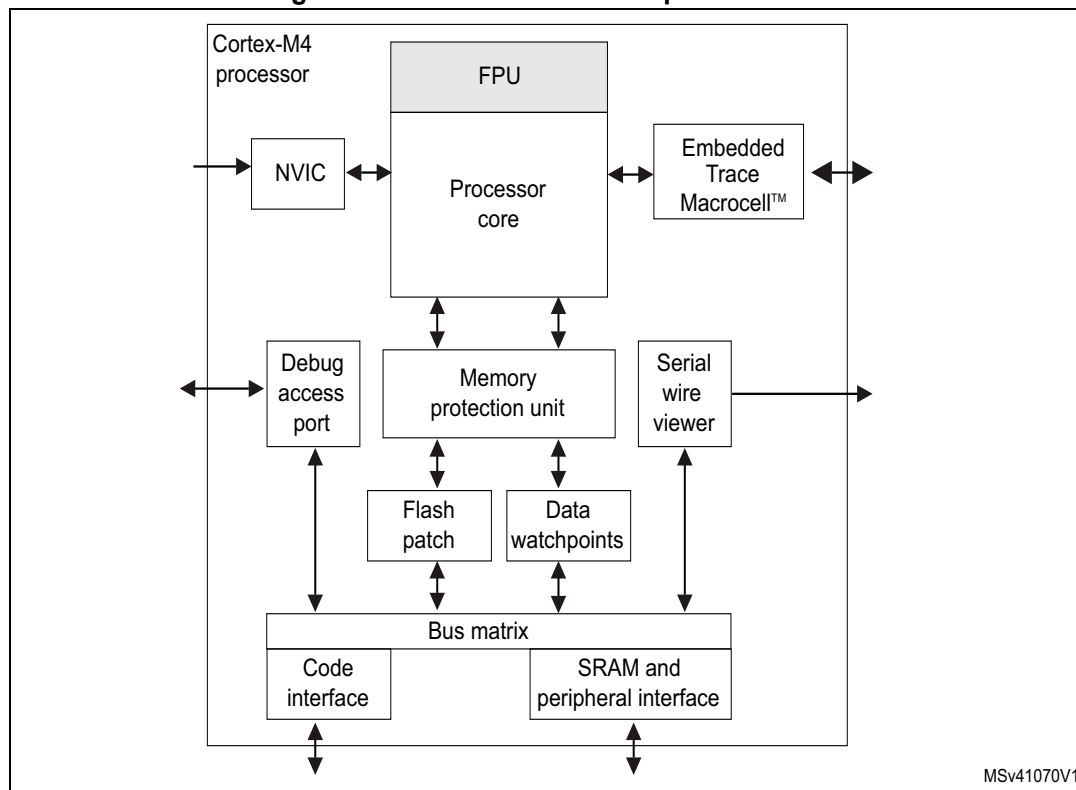 Cortex-M4
processor
FPU
NVIC
Processor
core
Embedded
Trace
Macrocell™
Debug
access
port
Memory
protection unit
Serial
wire
viewer
Flash
patch
Data
watchpoints
Bus matrix
Code
interface
SRAM and
peripheral interface
MSv41070V1